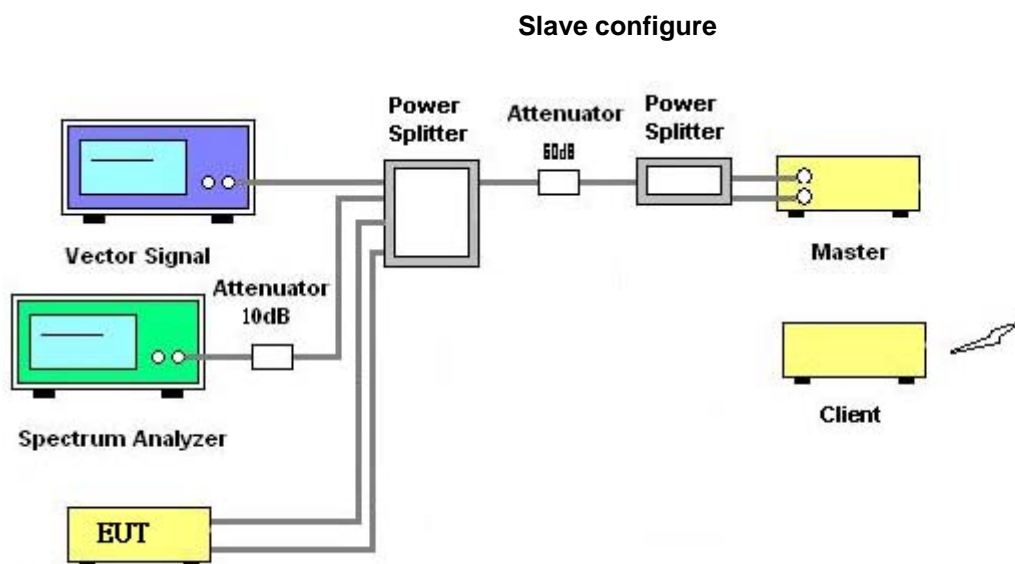 Slave configure
Power
Splitter
Attenuator
60dB
Power
Splitter
Vector Signal
Master
Attenuator
10dB
Spectrum Analyzer
Client
EUT